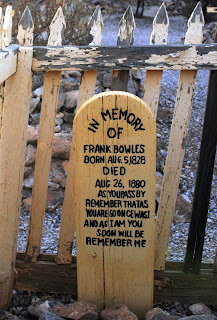 IN MEMORY
OF
FRANK BOWLES
BORN AUG. 5, 1828
DIED
AUG 26, 1880
AS YOU PASS BY
REMEMBER THAT AS
YOU ARE SO ONCE WAS I
AND AS I AM YOU
SOON WILL BE
REMEMBER ME